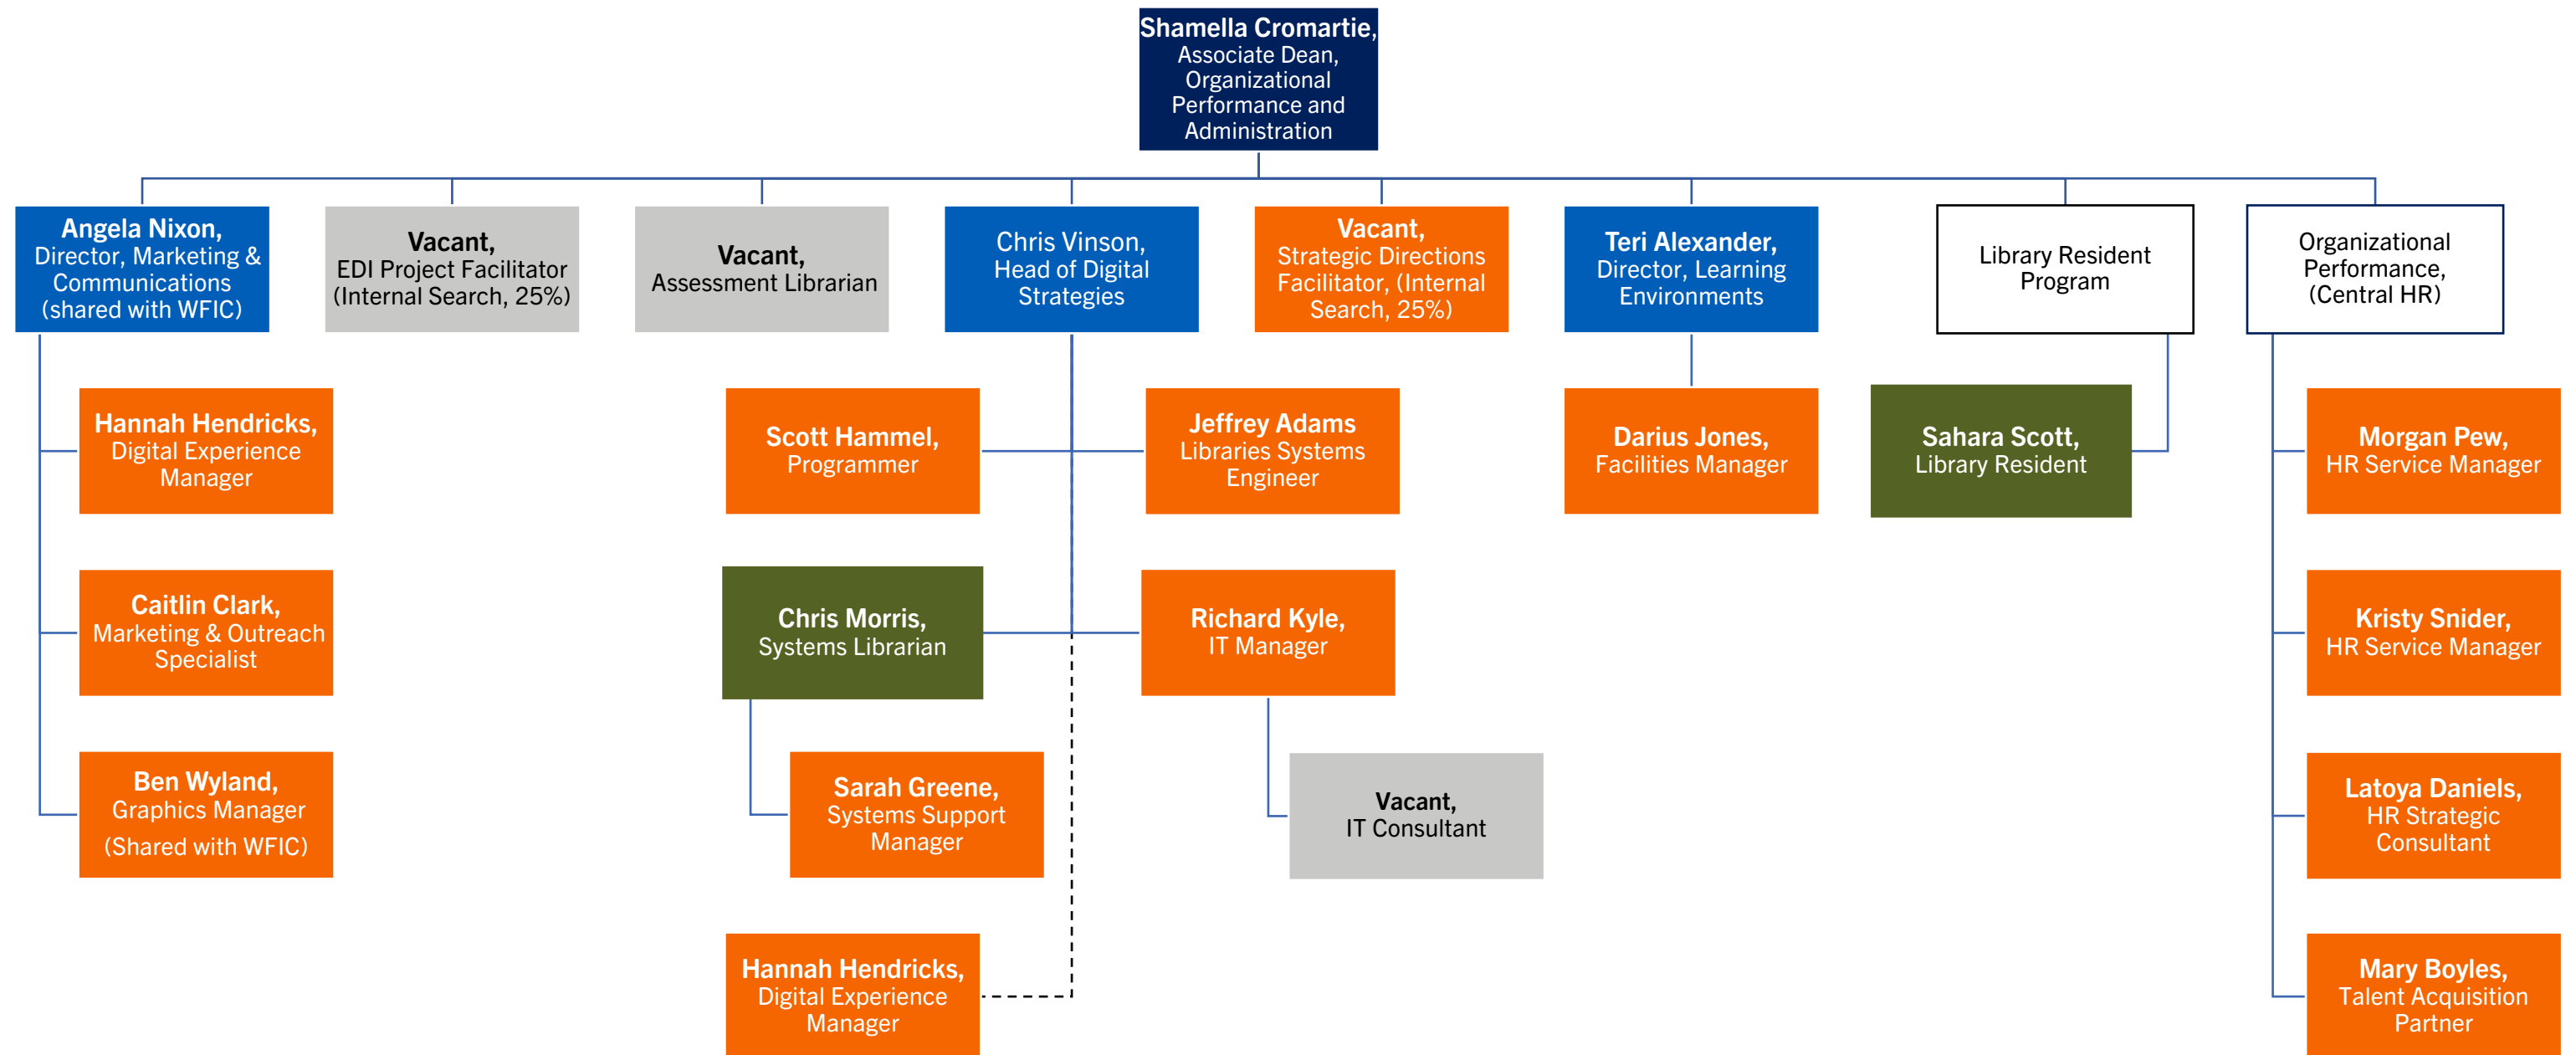 Shamella Cromartie,
Associate Dean,
Organizational
Performance and
Administration
Angela Nixon,
Director, Marketing &
Communications
(shared with WFIC)
Vacant,
EDI Project Facilitator
(Internal Search, 25%)
Vacant,
Assessment Librarian
Chris Vinson,
Head of Digital
Strategies
Vacant,
Strategic Directions
Facilitator, (Internal
Search, 25%)
Teri Alexander,
Director, Learning
Environments
Library Resident
Program
Organizational
Performance,
(Central HR)
Hannah Hendricks,
Digital Experience
Manager
Scott Hammel,
Programmer
Jeffrey Adams
Libraries Systems
Engineer
Darius Jones,
Facilities Manager
Sahara Scott,
Library Resident
Morgan Pew,
HR Service Manager
Caitlin Clark,
Marketing & Outreach
Specialist
Chris Morris,
Systems Librarian
Richard Kyle,
IT Manager
Kristy Snider,
HR Service Manager
Ben Wyland,
Graphics Manager
(Shared with WFIC)
Sarah Greene,
Systems Support
Manager
Vacant,
IT Consultant
Latoya Daniels,
HR Strategic
Consultant
Hannah Hendricks,
Digital Experience
Manager
Mary Boyles,
Talent Acquisition
Partner